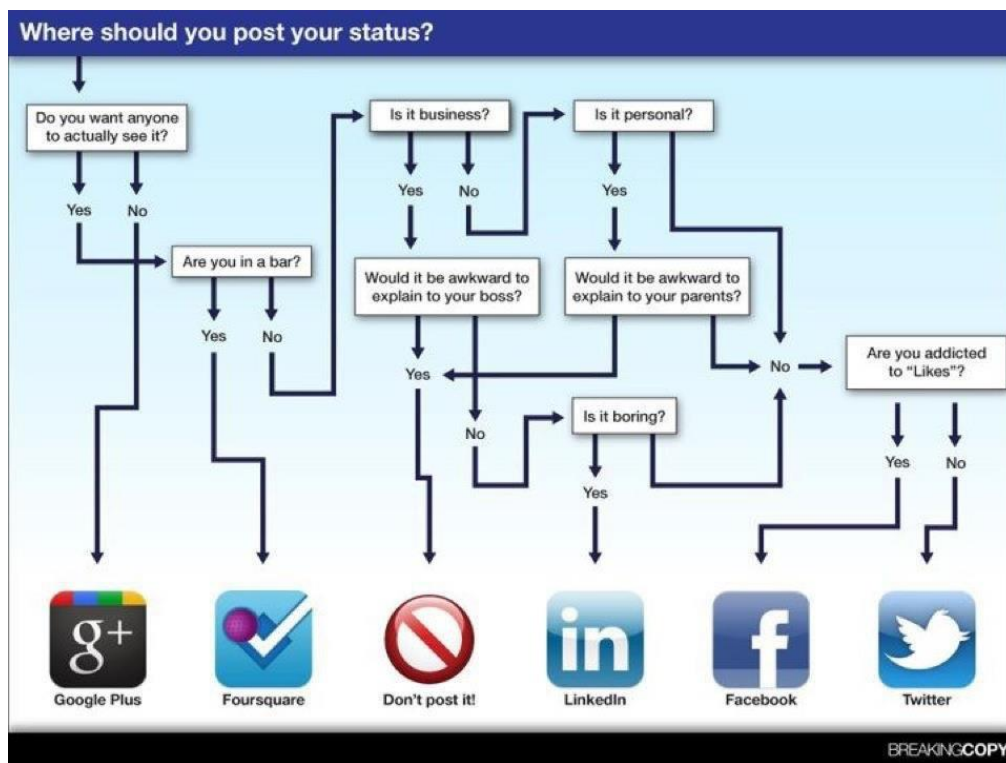 Where should you post your status?
Do you want anyone
to actually see it?
Yes
No
Are you in a bar?
Yes
No
Is it business?
Yes
No
Is it personal?
Yes
Would it be awkward to
explain to your boss?
Yes
No
Would it be awkward to
explain to your parents?
No
Is it boring?
Yes
Are you addicted
to “Likes”?
Yes
No
g+
Google Plus
Foursquare
Don't post it!
in
LinkedIn
f
Facebook
Twitter
BREAKINGCOPY